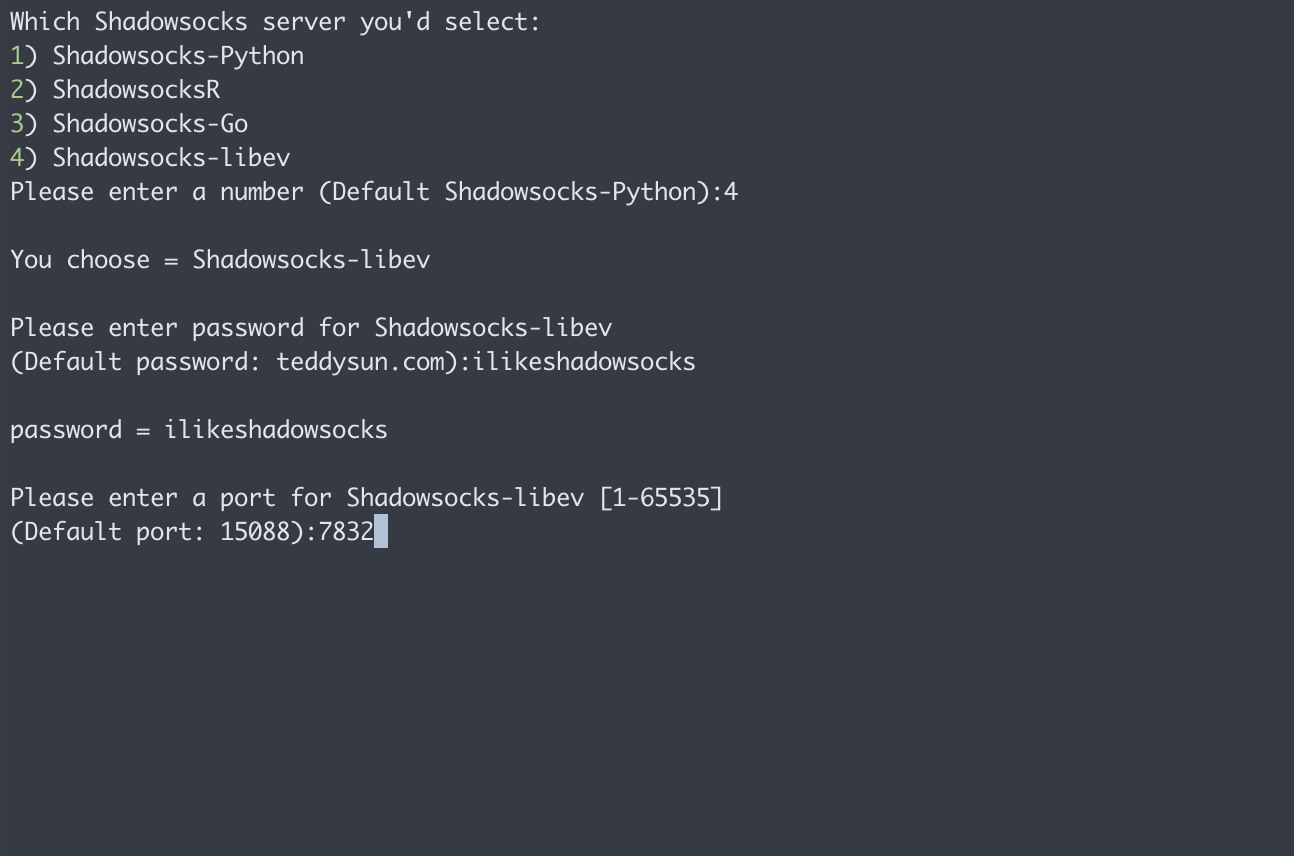 Which Shadowsocks server you'd select:
1) Shadowsocks-Python
2) ShadowsocksR
3) Shadowsocks-Go
4) Shadowsocks-libev
Please enter a number (Default Shadowsocks-Python):4
You choose = Shadowsocks-libev
Please enter password for Shadowsocks-libev
(Default password: teddysun.com):ilikeshadowsocks
password = ilikeshadowsocks
Please enter a port for Shadowsocks-libev [1-65535]
(Default port: 15088):7832